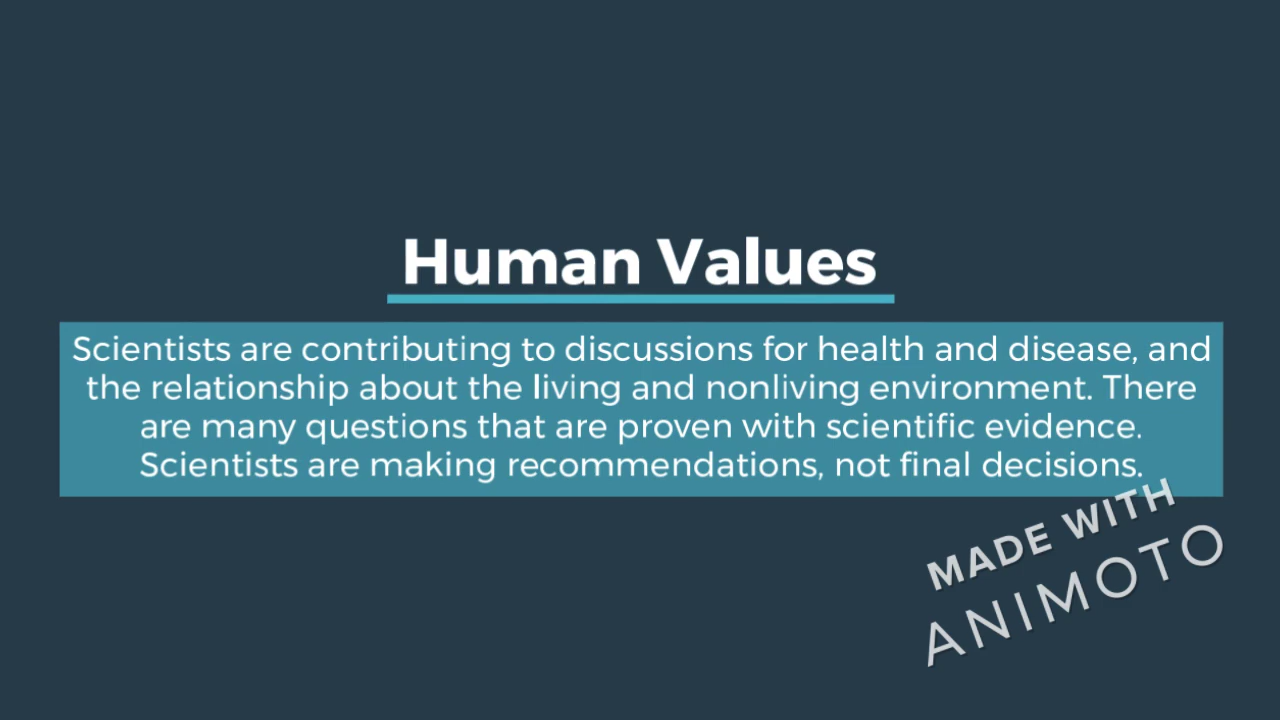 Human Values
Scientists are contributing to discussions for health and disease, and
the relationship about the living and nonliving environment. There
are many questions that are proven with scientific evidence.
Scientists are making recommendations, not final decisions.
MADE WITH
ANIMOTO